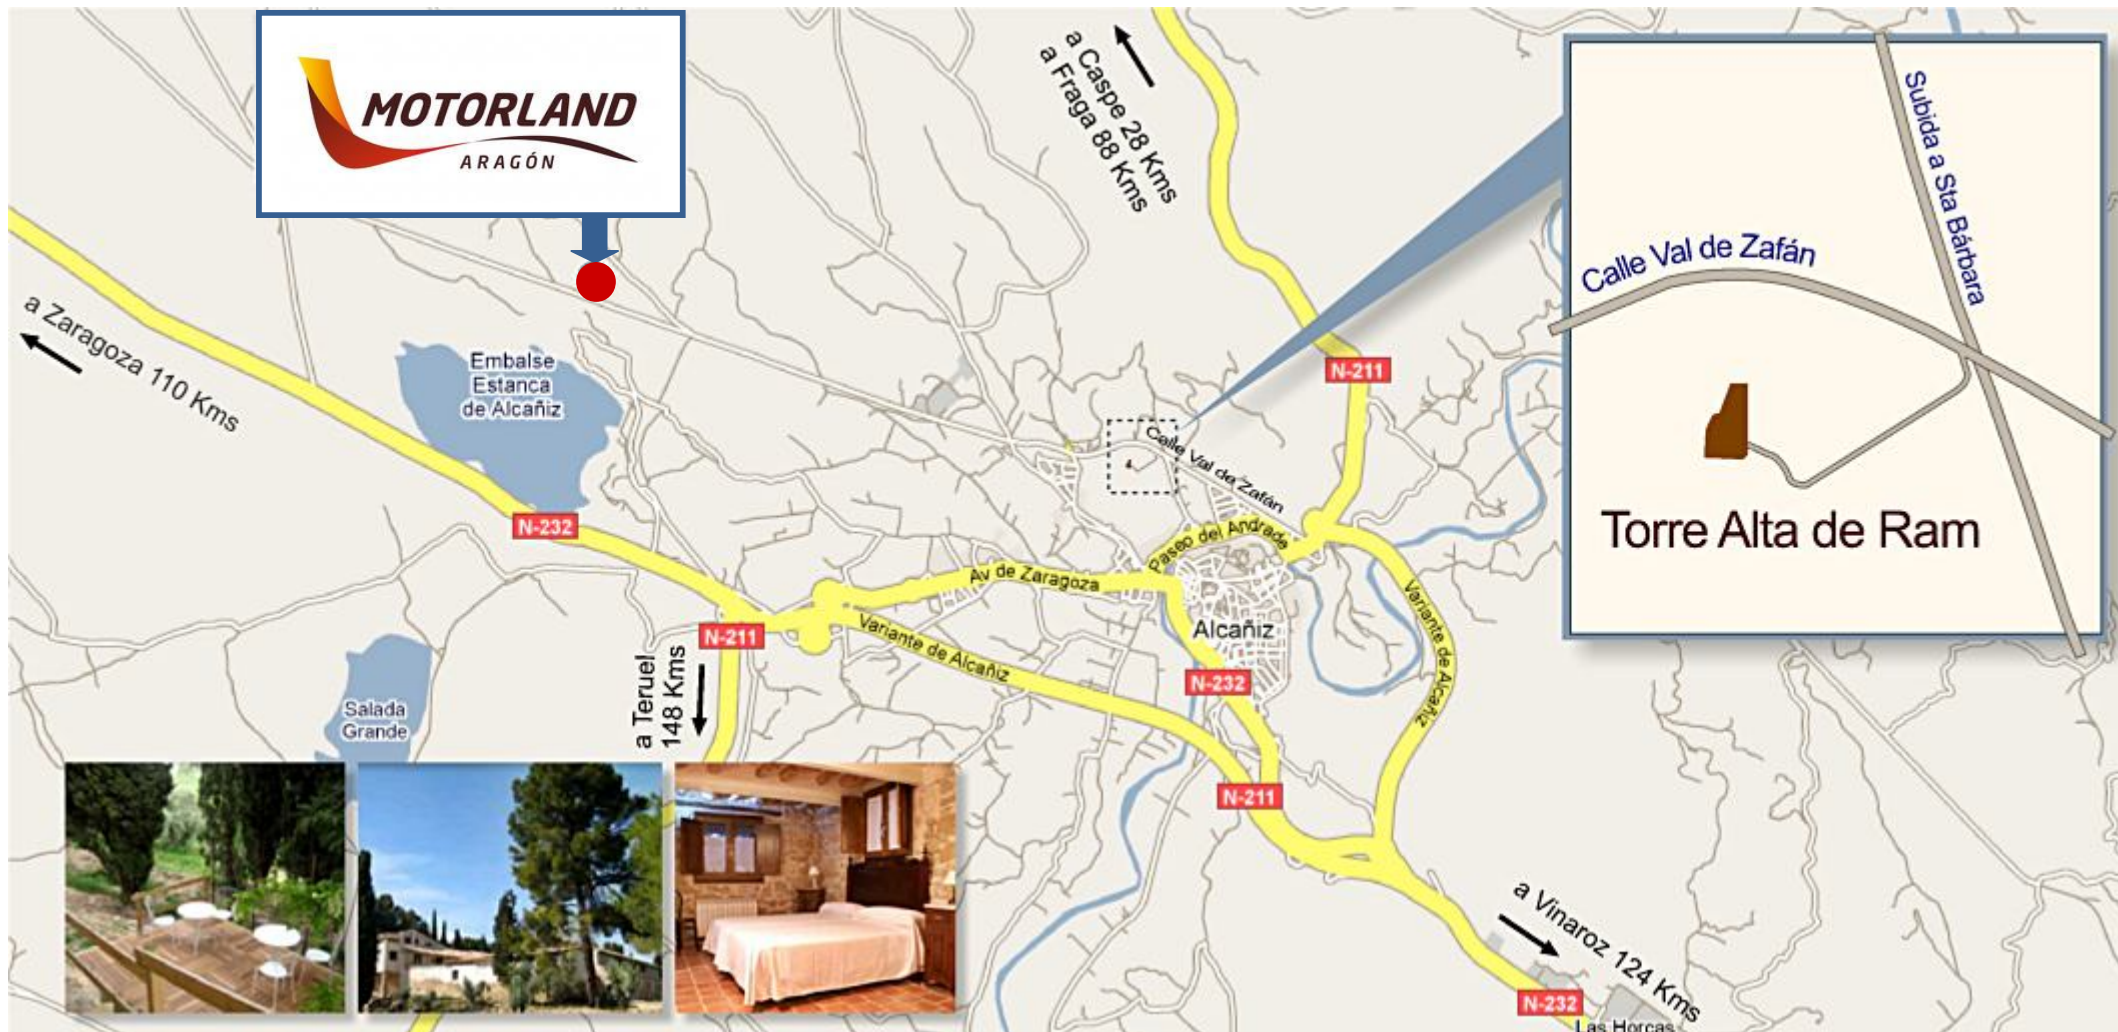 MOTORLAND
ARAGÓN
a Caspe 28 Kms
a Fraga 88 Kms
Subida a Sta Bárbara
Calle Val de Zafán
Torre Alta de Ram
a Zaragoza 110 Kms
Embalse
Estanca
de Alcañiz
N-211
Calle Val de Zafán
N-232
Paseo del Andrade
Av de Zaragoza
Variante de Alcañiz
N-211
Variante de Alcañiz
Alcañiz
a Teruel
148 Kms
N-232
Salada
Grande
N-211
a Vinaroz 124 Kms
N-232
Las Horcas